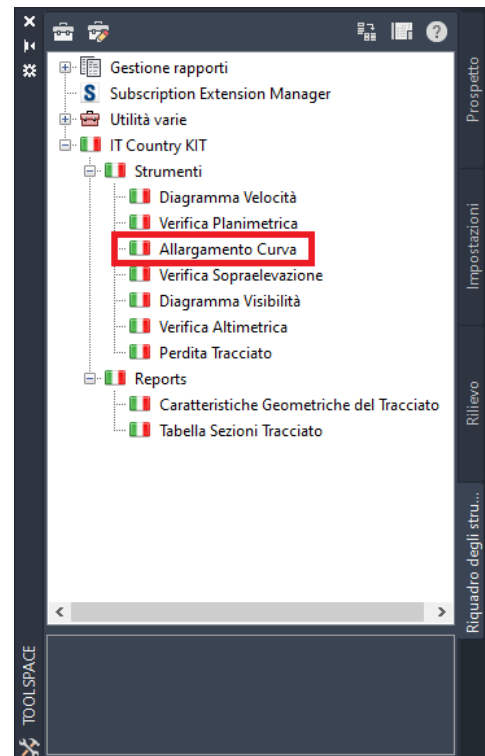 Gestione rapporti
S Subscription Extension Manager
Utilità varie
IT Country KIT
Strumenti
Diagramma Velocità
Verifica Planimetrica
Allargamento Curva
Verifica Sopraelevazione
Diagramma Visibilità
Verifica Altimetrica
Perdita Tracciato
Reports
Caratteristiche Geometriche del Tracciato
Tabella Sezioni Tracciato
Prospetto
Impostazioni
Rilievo
Riquadro degli stru...
TOOLSPACE